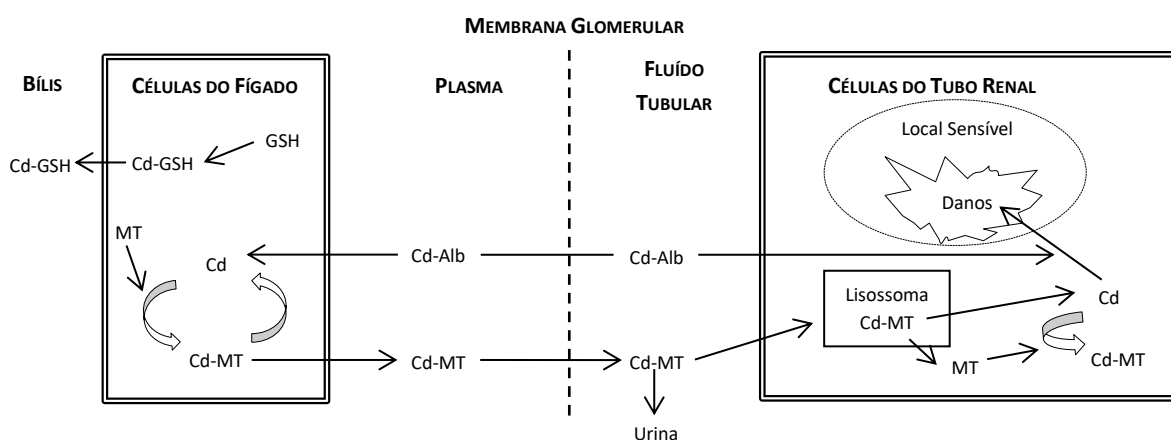 MEMBRANA GLOMERULAR
BÍLIS
CÉLULAS DO FÍGADO
PLASMA
FLUÍDO
TUBULAR
CÉLULAS DO TUBO RENAL
Cd-GSH
Cd-GSH
GSH
MT
Cd
Cd-MT
Cd-Alb
Cd-MT
Cd-Alb
Cd-MT
Urina
Local Sensível
Danos
Lisossoma
Cd-MT
Cd
MT
Cd-MT